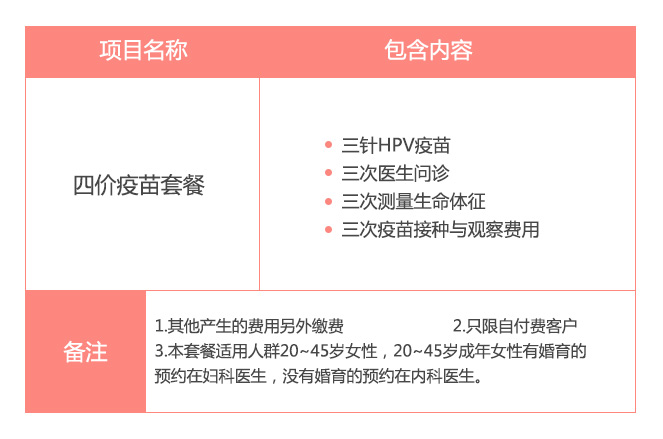 项目名称 包含内容
四价疫苗套餐
三针HPV疫苗
三次医生问诊
三次测量生命体征
三次疫苗接种与观察费用
备注
1.其他产生的费用另外缴费 2.只限自付费客户
3.本套餐适用人群20~45岁女性，20~45岁成年女性有婚育的
预约在妇科医生，没有婚育的预约在内科医生。